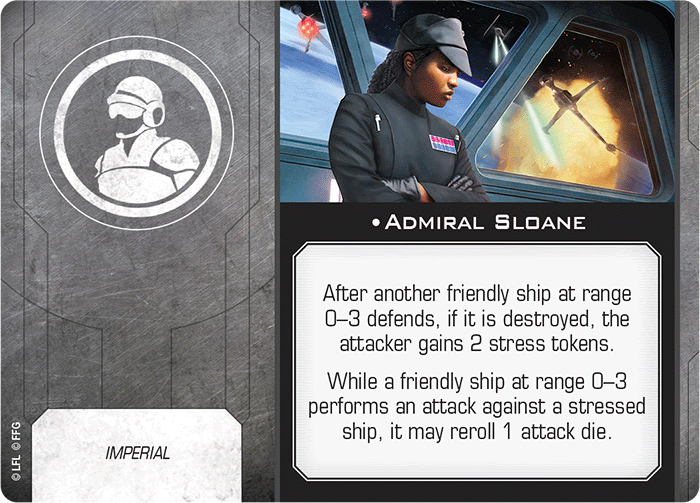 • Admiral Sloane
After another friendly ship at range
0–3 defends, if it is destroyed, the
attacker gains 2 stress tokens.
While a friendly ship at range 0–3
performs an attack against a stressed
ship, it may reroll 1 attack die.
IMPERIAL
© LFL © FFG